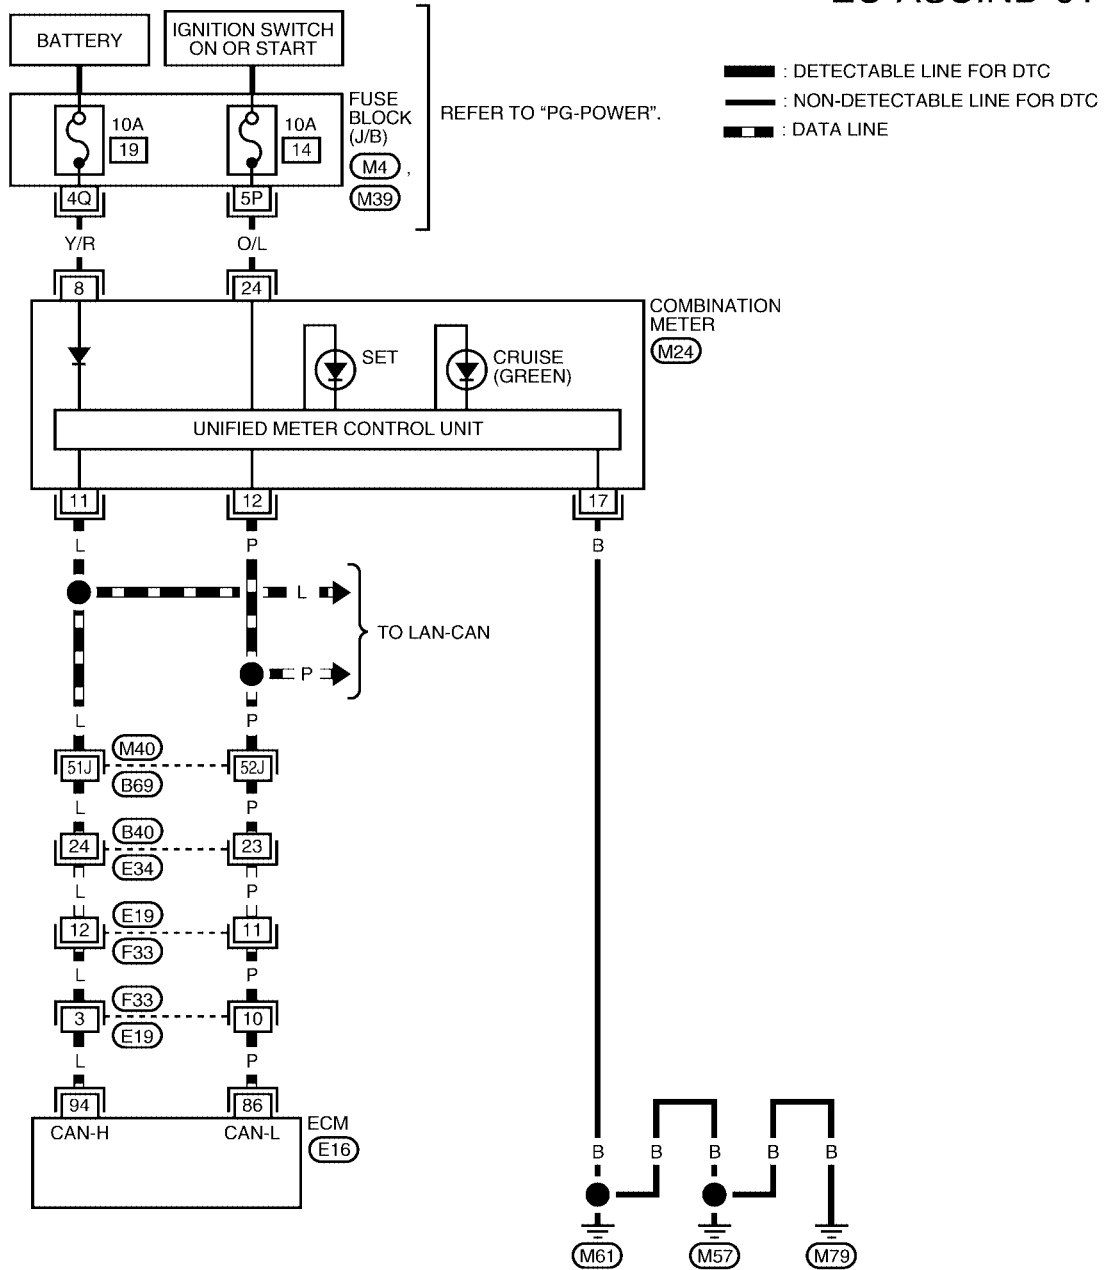 BATTERY
IGNITION SWITCH
ON OR START
: DETECTABLE LINE FOR DTC
: NON-DETECTABLE LINE FOR DTC
: DATA LINE
10A
19
10A
14
FUSE
BLOCK
(J/B)
M4 ,
M39
REFER TO “PG-POWER”.
4Q
5P
Y/R
O/L
8
24
COMBINATION
METER
M24
SET
CRUISE
(GREEN)
UNIFIED METER CONTROL UNIT
11
12
17
L
P
B
L
TO LAN-CAN
P
L
P
M40
51J
52J
B69
L
P
B40
24
23
E34
L
P
E19
12
11
F33
L
P
F33
3
10
E19
L
P
94
86
CAN-H
CAN-L
ECM
E16
B
B
B
B
B
M61
M57
M79